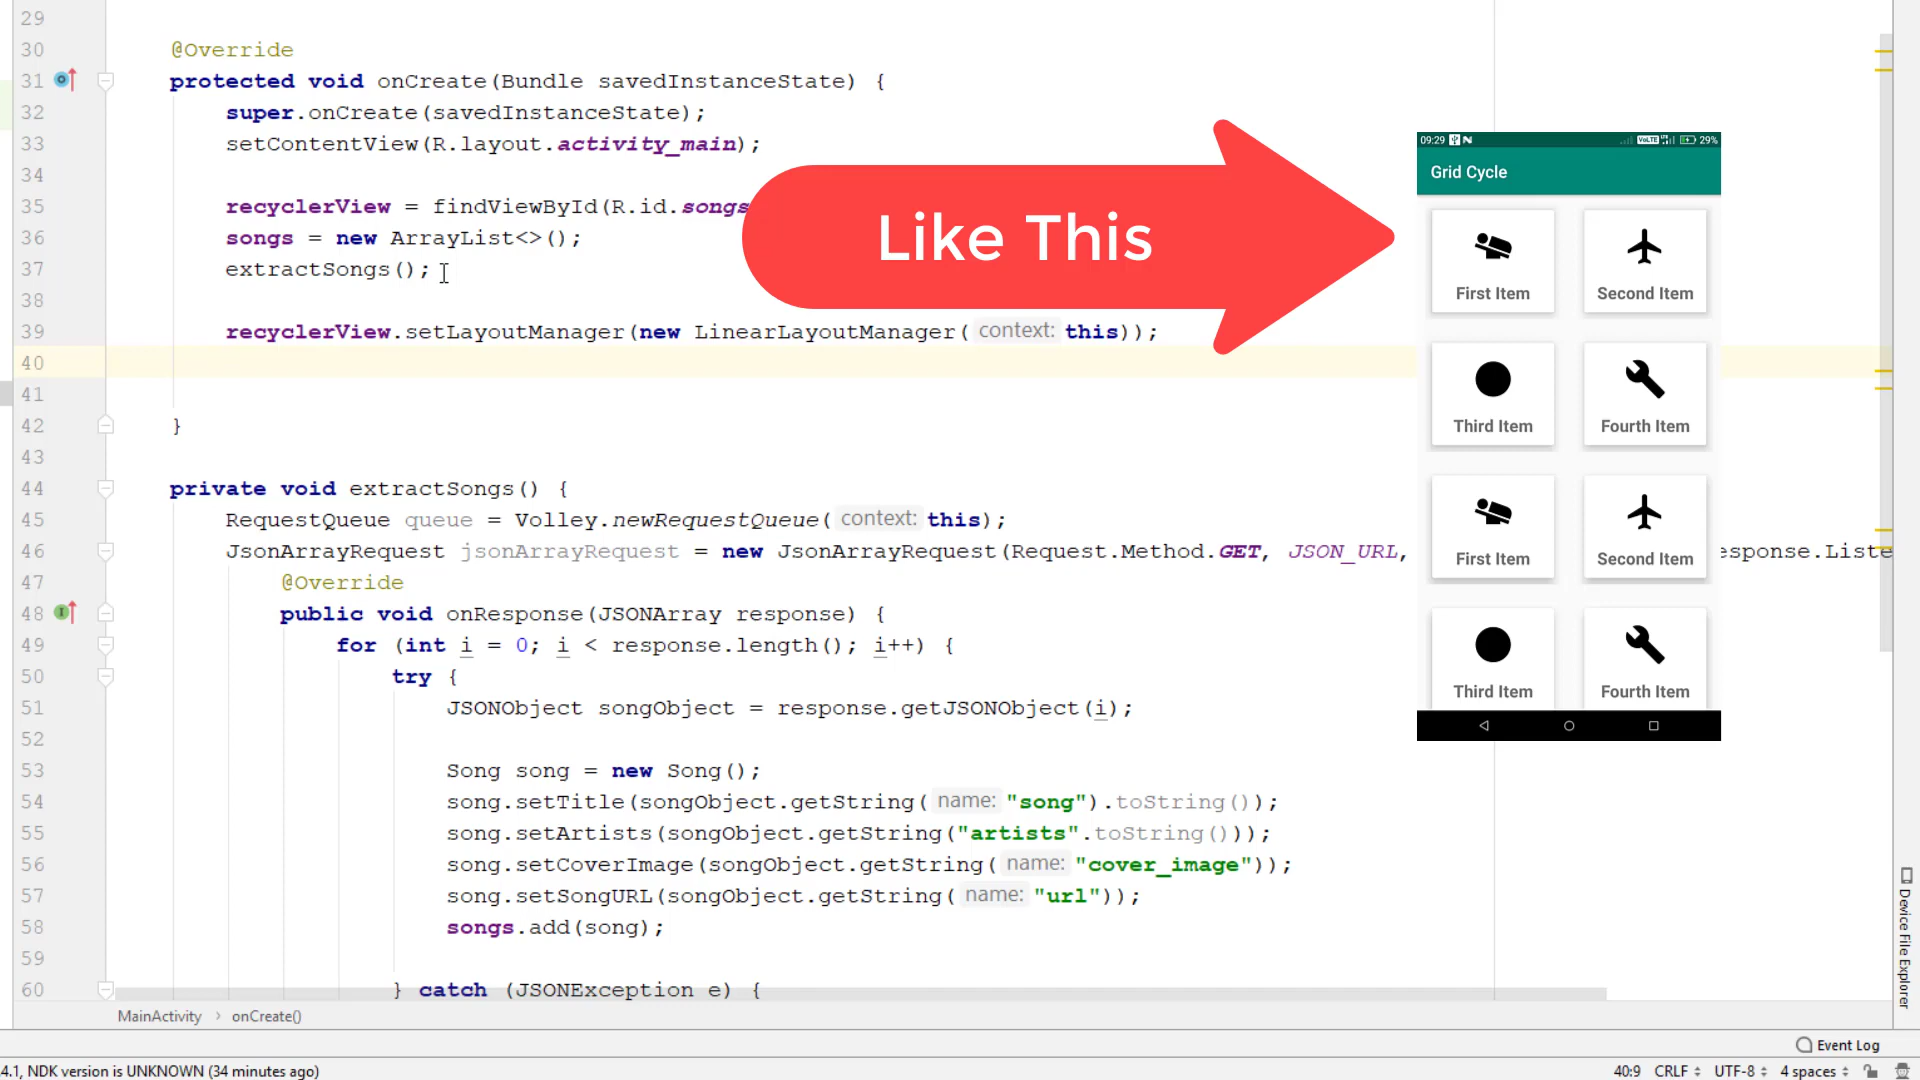 29
30 @Override
31 protected void onCreate(Bundle savedInstanceState) {
32 super.onCreate(savedInstanceState);
33 setContentView(R.layout.activity_main);
34
35 recyclerView = findViewById(R.id.songs
36 songs = new ArrayList<>();
37 extractSongs();
38
39 recyclerView.setLayoutManager(new LinearLayoutManager( context: this));
40
41
42 }
43
44 private void extractSongs() {
45 RequestQueue queue = Volley.newRequestQueue( context: this);
46 JsonArrayRequest jsonArrayRequest = new JsonArrayRequest(Request.Method.GET, JSON_URL, esponse.Liste
47 @Override
48 public void onResponse(JSONArray response) {
49 for (int i = 0; i < response.length(); i++) {
50 try {
51 JSONObject songObject = response.getJSONObject(i);
52
53 Song song = new Song();
54 song.setTitle(songObject.getString( name: "song").toString());
55 song.setArtists(songObject.getString("artists".toString()));
56 song.setCoverImage(songObject.getString( name: "cover_image"));
57 song.setSongURL(songObject.getString( name: "url"));
58 songs.add(song);
59
60 } catch (JSONException e) {
Like This
09:29 VoLTE 29%
Grid Cycle
First Item Second Item
Third Item Fourth Item
First Item Second Item
Third Item Fourth Item
Device File Explorer
MainActivity › onCreate()
Event Log
4.1, NDK version is UNKNOWN (34 minutes ago) 40:9 CRLF UTF-8 4 spaces